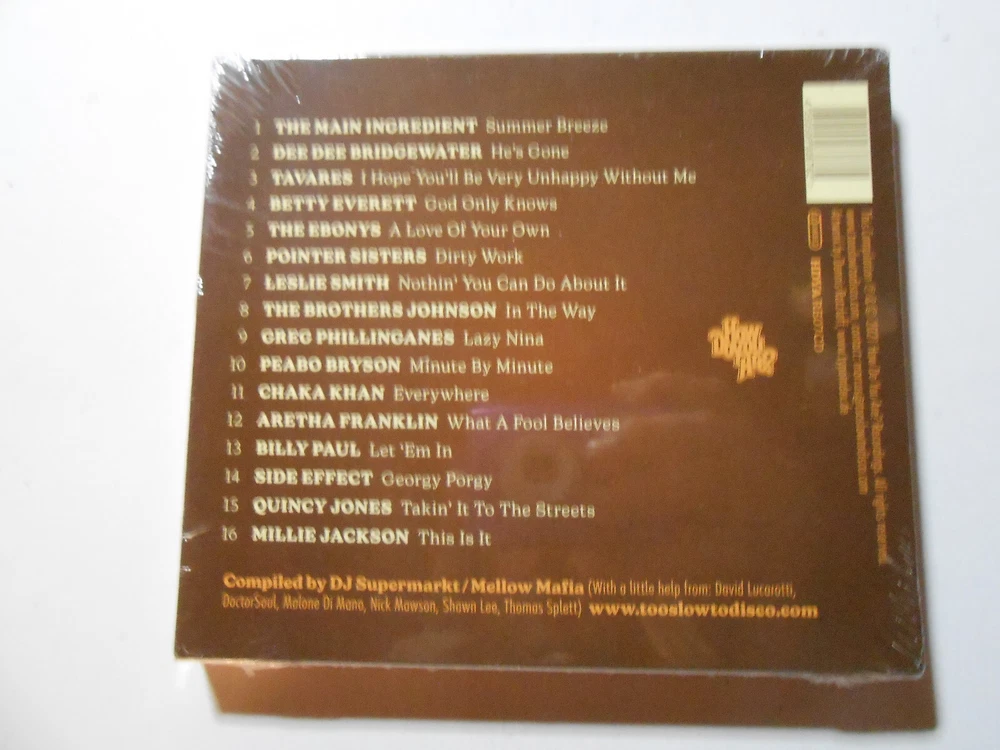 1 THE MAIN INGREDIENT Summer Breeze
2 DEE DEE BRIDGEWATER He's Gone
3 TAVARES I Hope You'll Be Very Unhappy Without Me
4 BETTY EVERETT God Only Knows
5 THE EBONYS A Love Of Your Own
6 POINTER SISTERS Dirty Work
7 LESLIE SMITH Nothin' You Can Do About It
8 THE BROTHERS JOHNSON In The Way
9 GREG PHILLINGANES Lazy Nina
10 PEABO BRYSON Minute By Minute
11 CHAKA KHAN Everywhere
12 ARETHA FRANKLIN What A Fool Believes
13 BILLY PAUL Let 'Em In
14 SIDE EFFECT Georgy Porgy
15 QUINCY JONES Takin' It To The Streets
16 MILLIE JACKSON This Is It
Compiled by DJ Supermarkt / Mellow Mafia (With a little help from: David Lucarotti,
DoctorSoul, Malone Di Mano, Nick Mawson, Shawn Lee, Thomas Splett) www.tooslowtodisco.com
HOW
DO YOU
ARE?